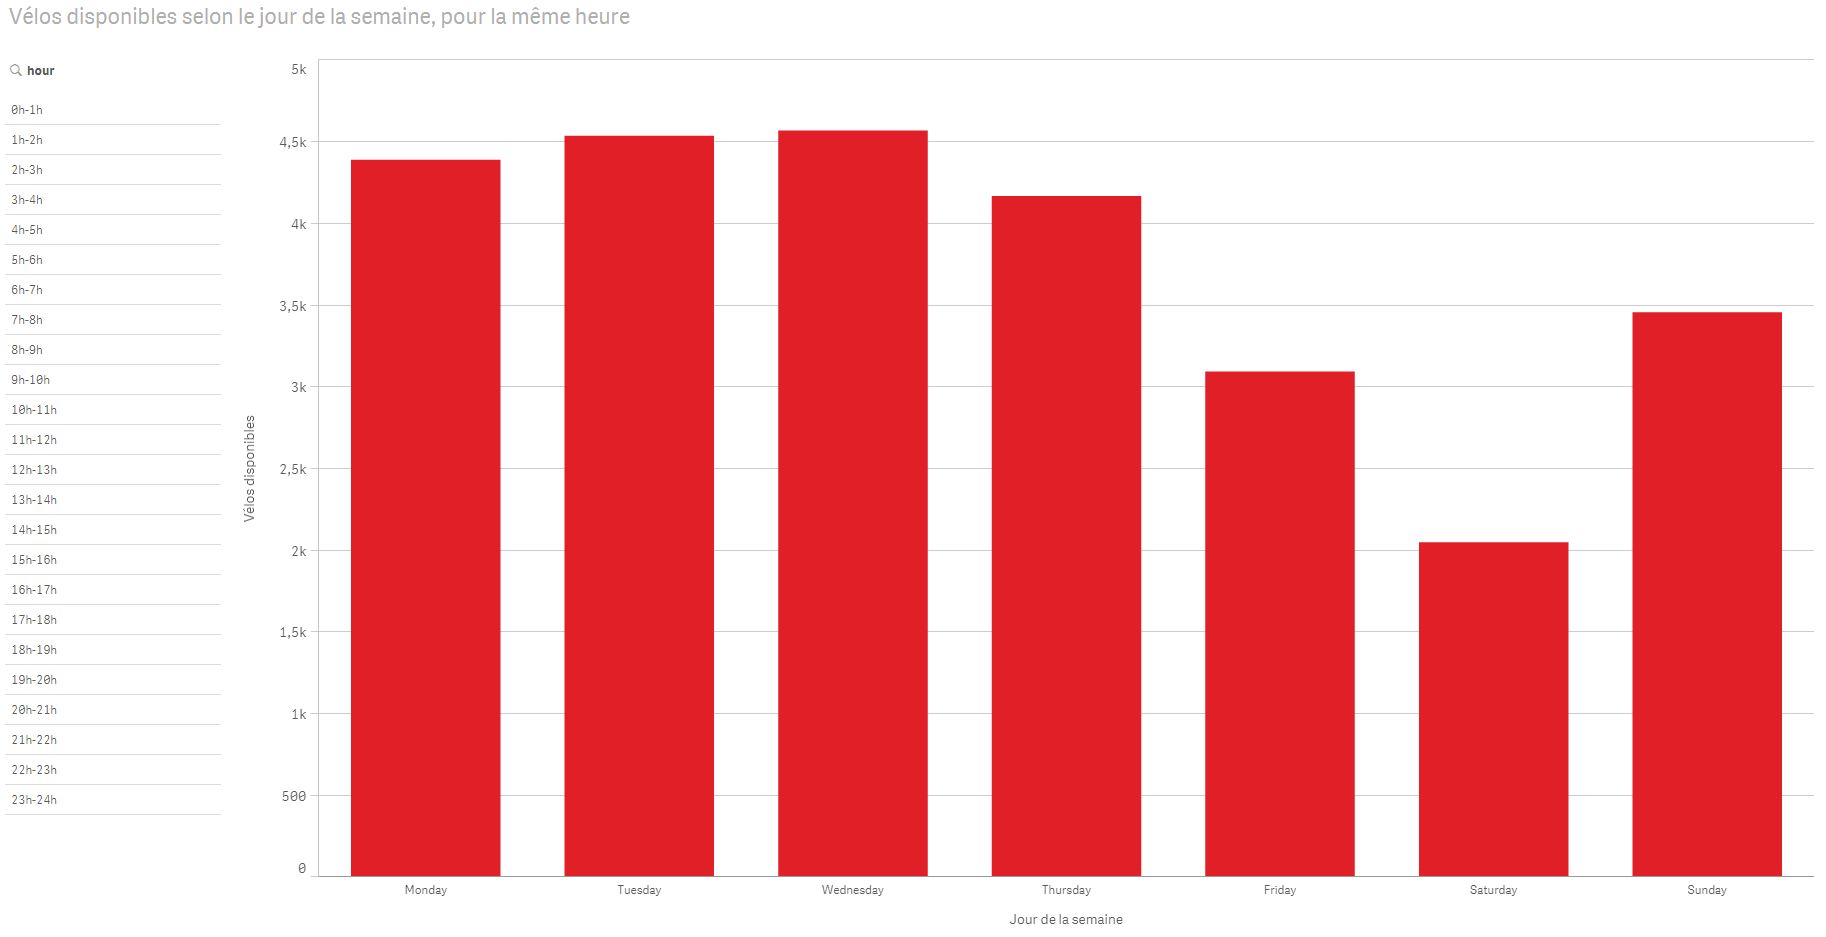 Vélos disponibles selon le jour de la semaine, pour la même heure
hour
0h-1h
1h-2h
2h-3h
3h-4h
4h-5h
5h-6h
6h-7h
7h-8h
8h-9h
9h-10h
10h-11h
11h-12h
12h-13h
13h-14h
14h-15h
15h-16h
16h-17h
17h-18h
18h-19h
19h-20h
20h-21h
21h-22h
22h-23h
23h-24h
Vélos disponibles
5k
4,5k
4k
3,5k
3k
2,5k
2k
1,5k
1k
500
0
Monday Tuesday Wednesday Thursday Friday Saturday Sunday
Jour de la semaine